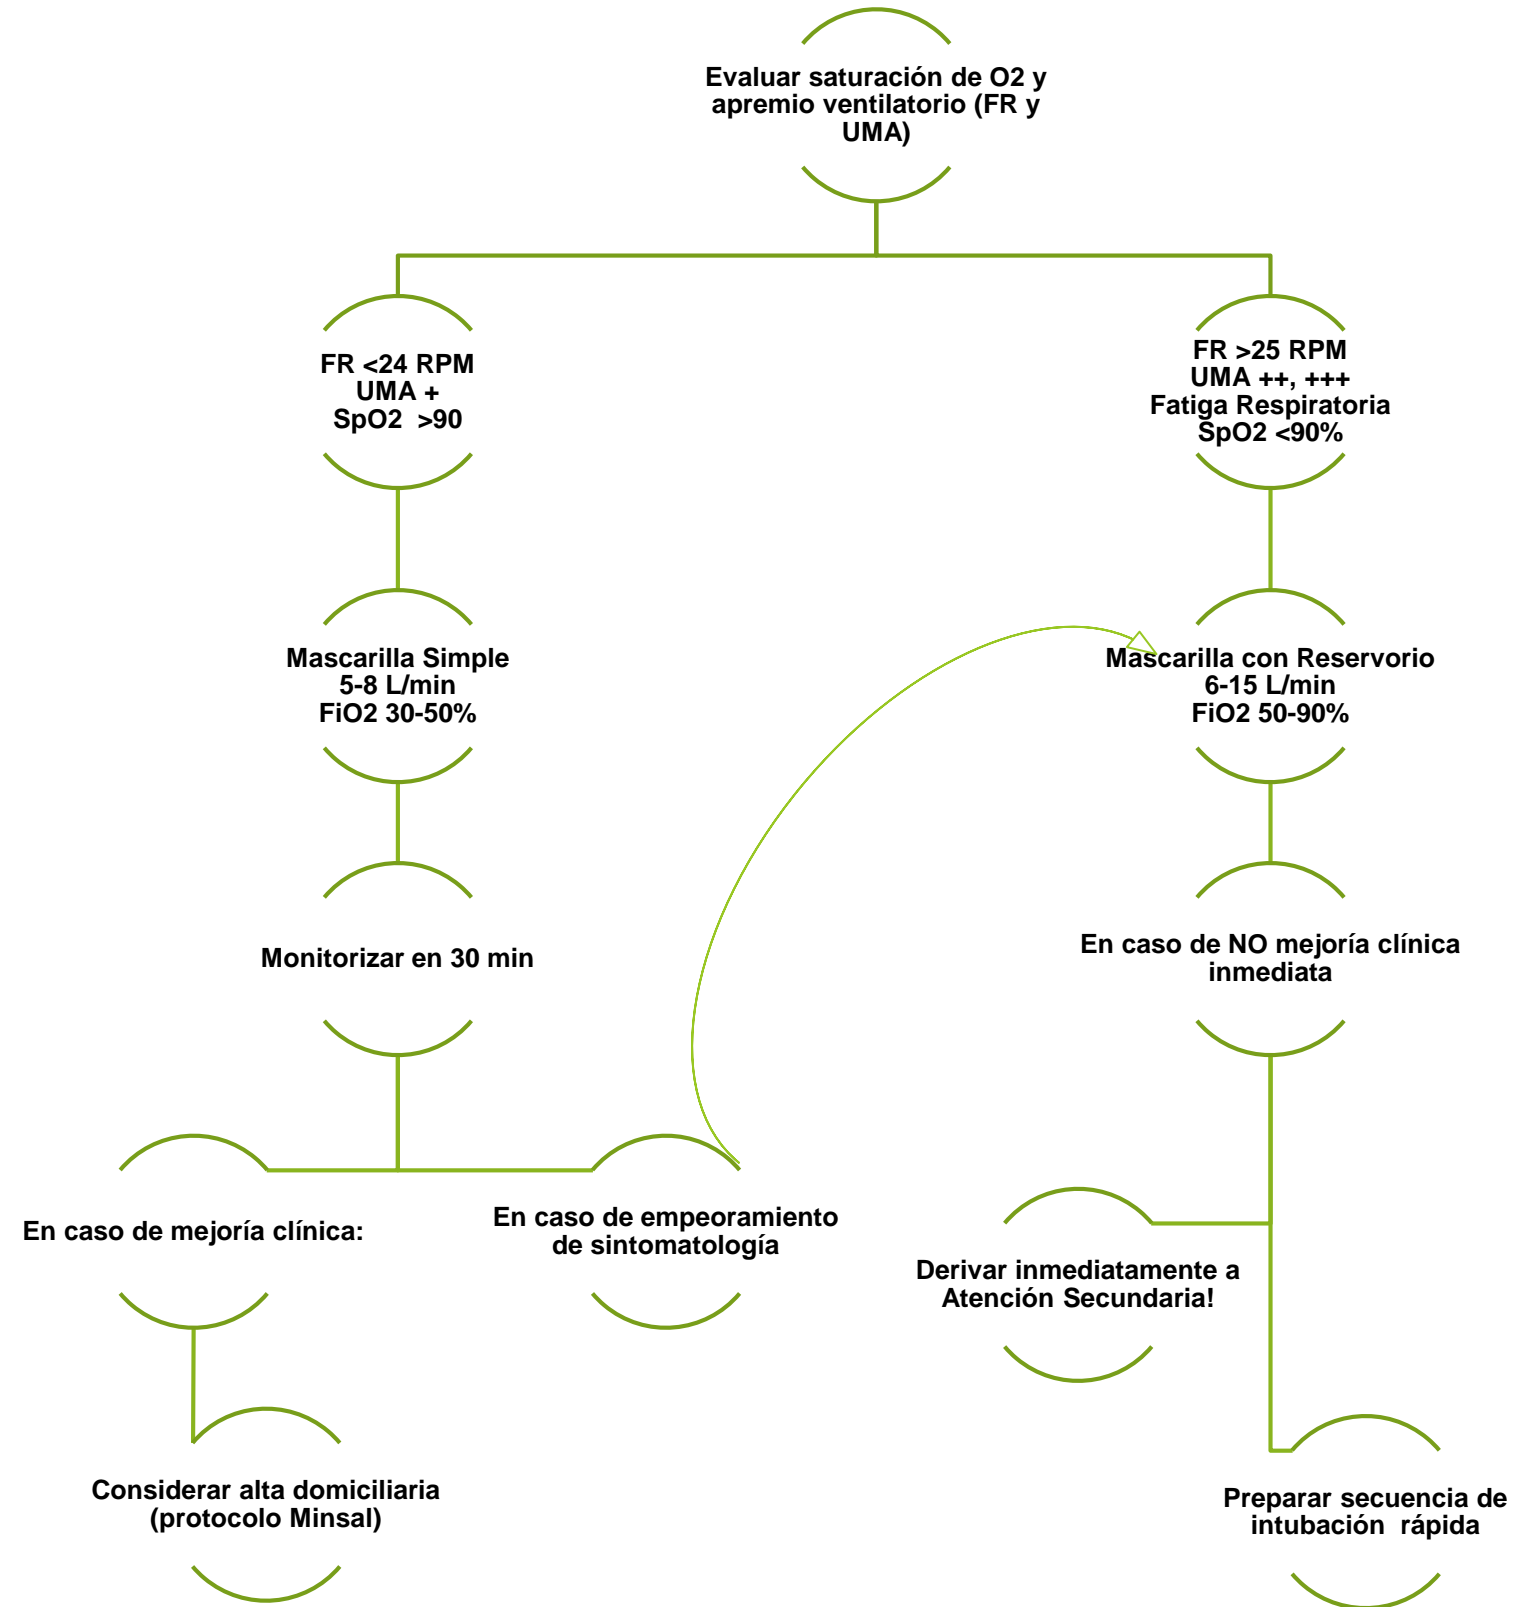 Evaluar saturación de O2 y
apremio ventilatorio (FR y
UMA)
FR <24 RPM
UMA +
SpO2  >90
FR >25 RPM
UMA ++, +++
Fatiga Respiratoria
SpO2 <90%
Mascarilla Simple
5-8 L/min
FiO2 30-50%
Mascarilla con Reservorio
6-15 L/min
FiO2 50-90%
Monitorizar en 30 min
En caso de NO mejoría clínica
inmediata
En caso de mejoría clínica:
En caso de empeoramiento
de sintomatología
Derivar inmediatamente a
Atención Secundaria!
Considerar alta domiciliaria
(protocolo Minsal)
Preparar secuencia de
intubación  rápida